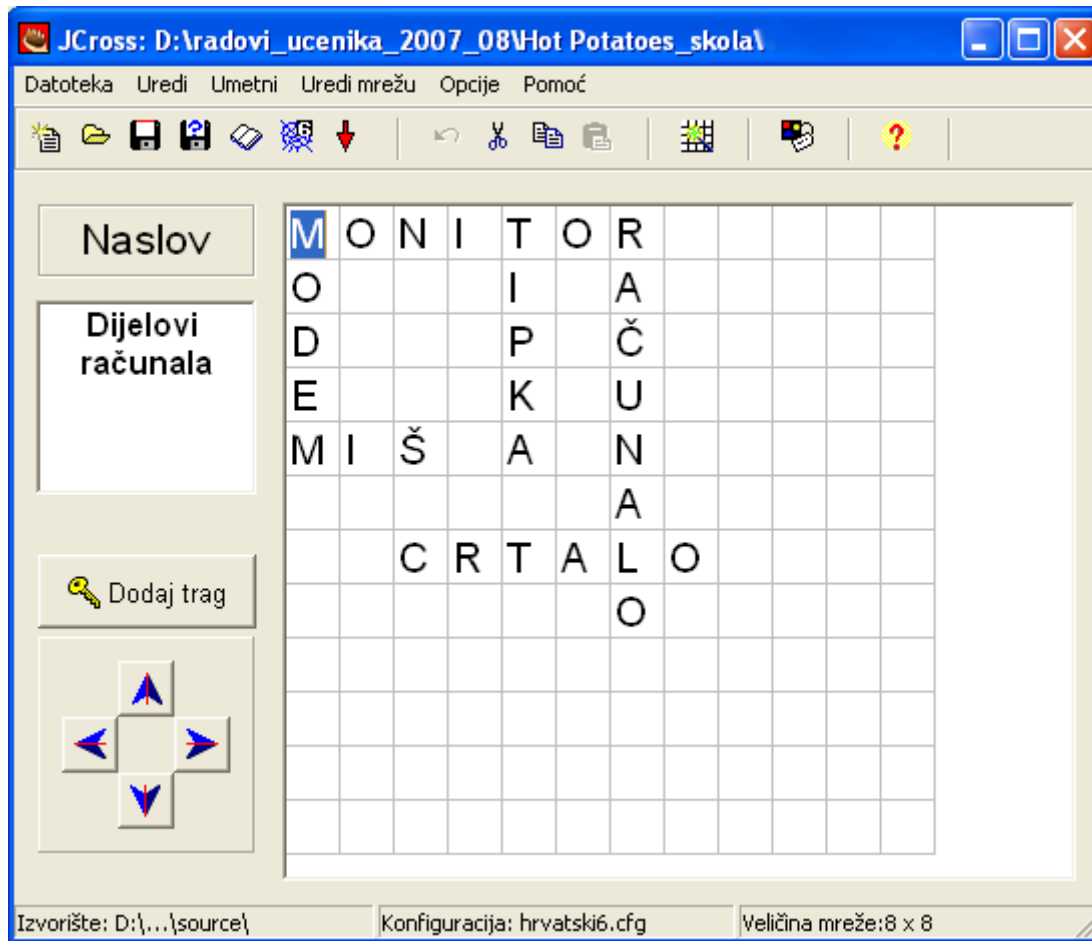 JCross: D:\radovi_ucenika_2007_08\Hot Potatoes_skola\
Datoteka Uredi Umetni Uredi mrežu Opcije Pomoć
Naslov
Dijelovi
računala
Dodaj trag
M O N I T O R
O I A
D P Č
E K U
M I Š A N
A
C R T A L O
O
Izvorište: D:\...\source\ Konfiguracija: hrvatski6.cfg Veličina mreže:8 x 8